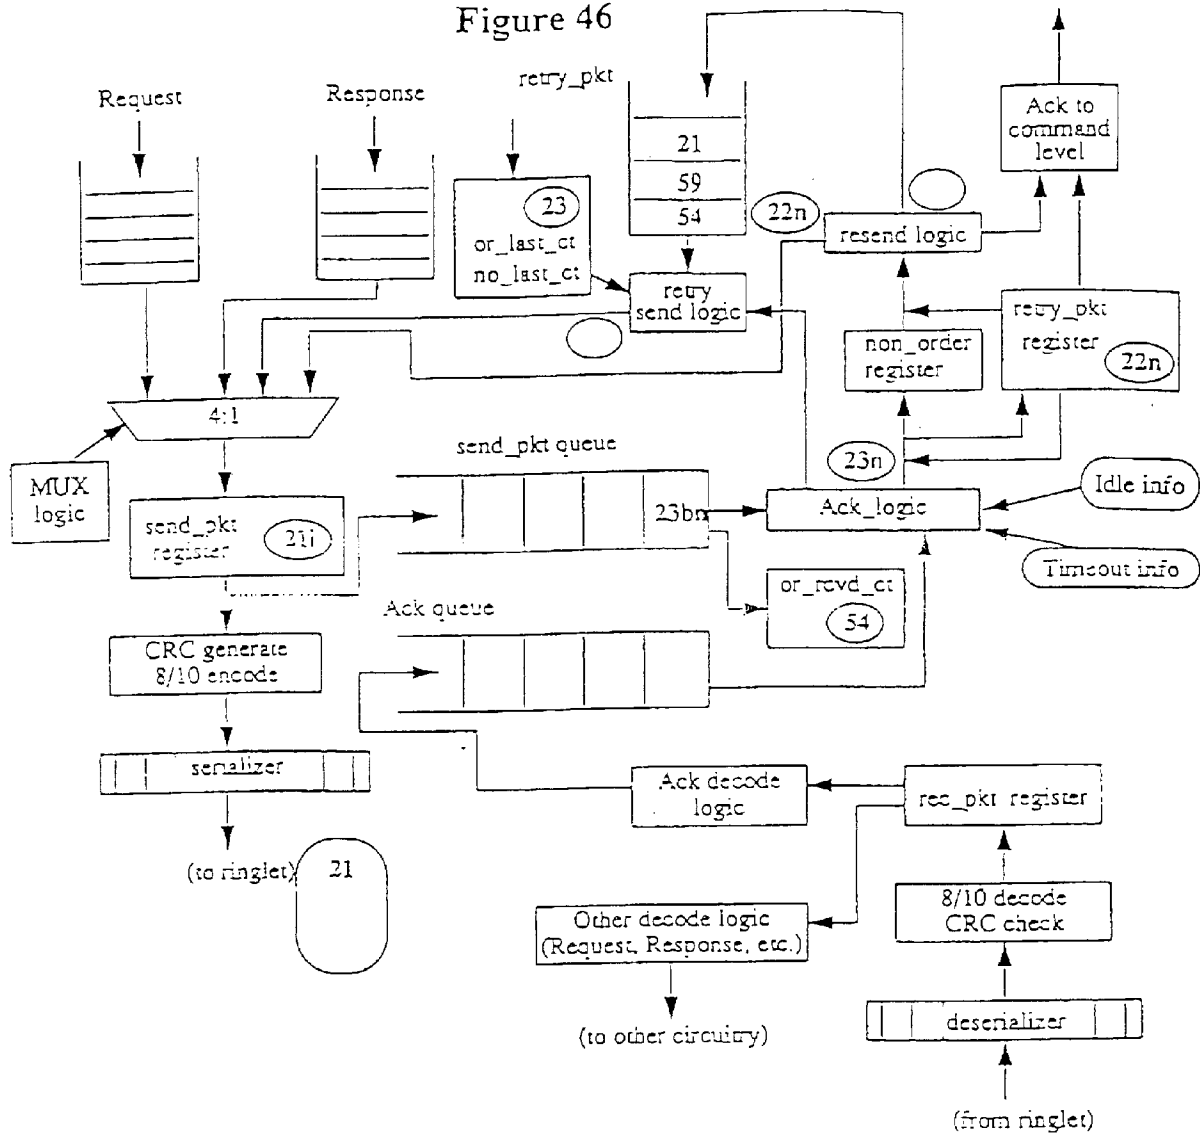 Figure 46
retry_pkt
Request
Response
Ack to
command
level
21
59
54
23
or_last_ct
no_last_ct
22n
resend logic
retry
send logic
retry_pkt
register
22n
non_order
register
4:1
MUX
logic
send_pkt
register
21i
send_pkt queue
23bn
23n
Ack_logic
Idle info
Timeout info
or_rcvd_ct
54
Ack queue
CRC generate
8/10 encode
serializer
(to ringlet)
21
Ack decode
logic
rec_pkt register
Other decode logic
(Request, Response, etc.)
(to other circuitry)
8/10 decode
CRC check
deserializer
(from ringlet)